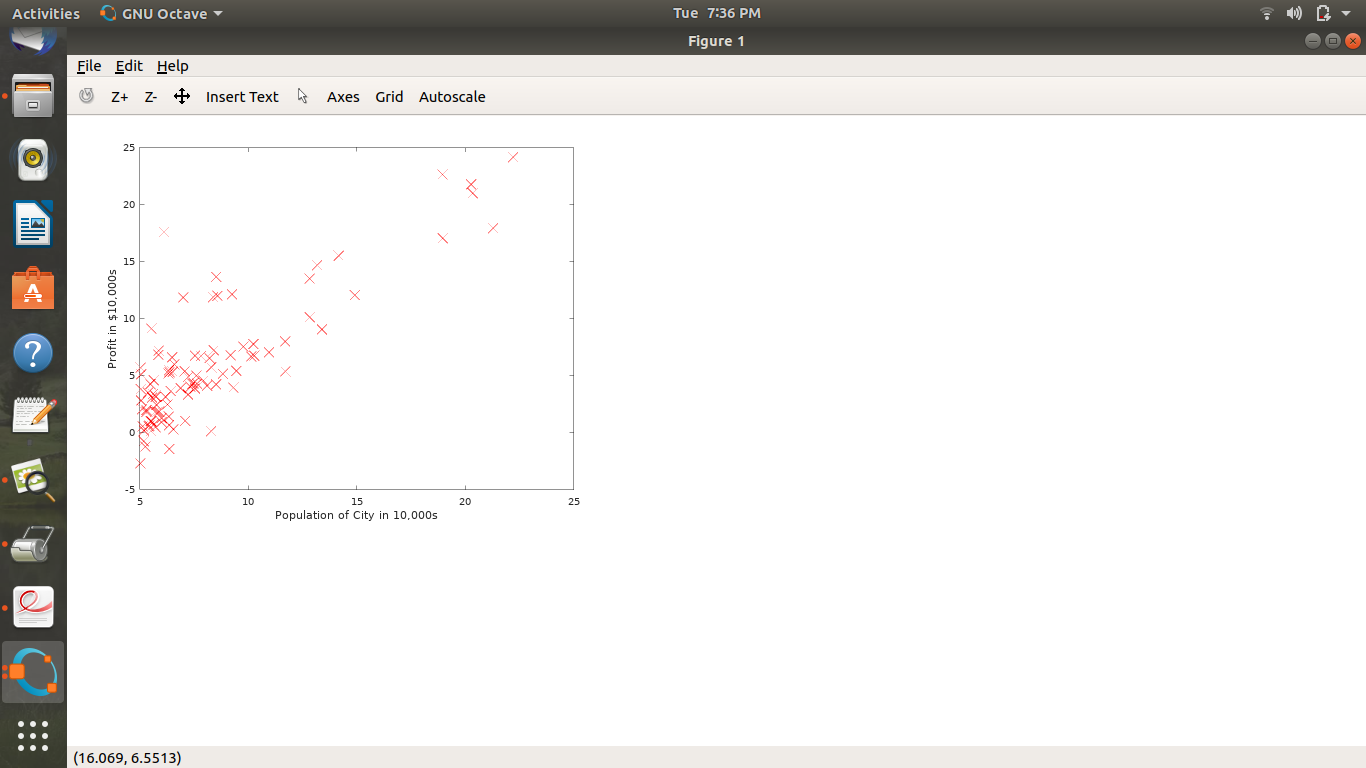 Activities GNU Octave Tue 7:36 PM
Figure 1
File Edit Help
Z+ Z- Insert Text Axes Grid Autoscale
25
20
15
10
5
0
-5
Profit in $10,000s
5 10 15 20 25
Population of City in 10,000s
(16.069, 6.5513)